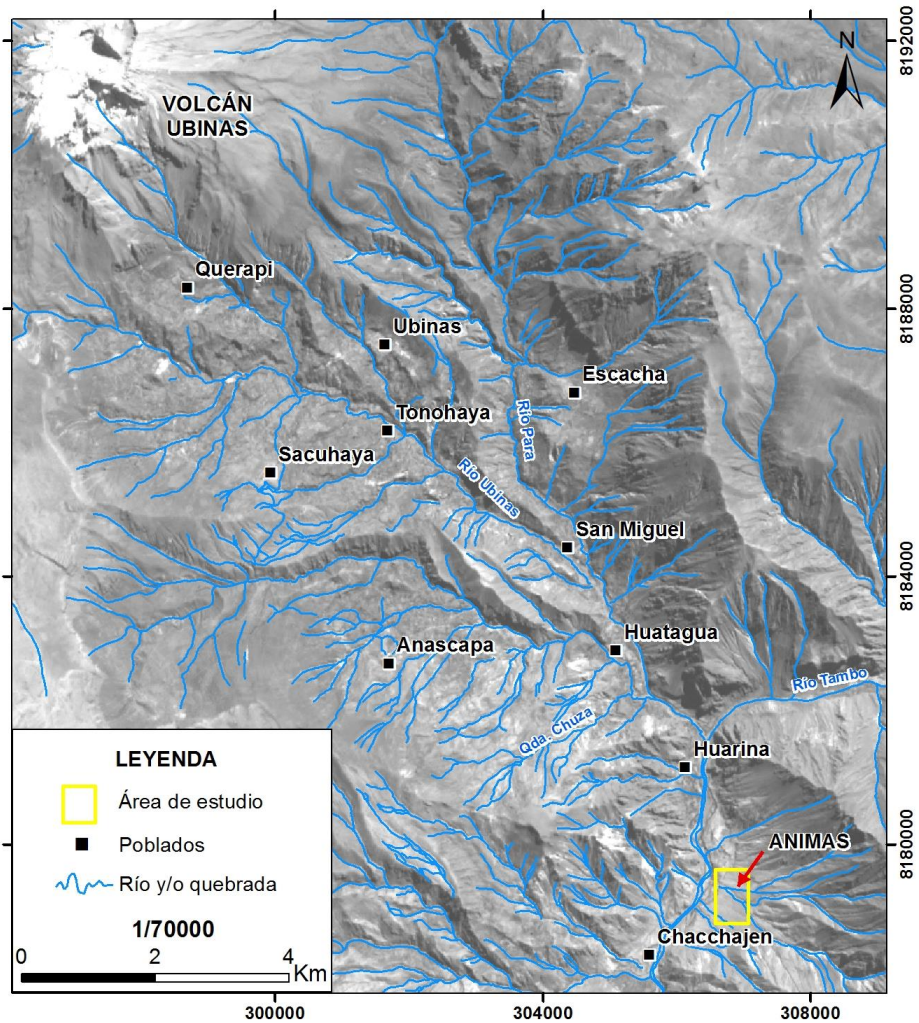 8192000
N
VOLCÁN
UBINAS
Querapi
8188000
Ubinas
Escacha
Tonohaya
Río Para
Sacuhaya
Río Ubinas
San Miguel
8184000
Huatagua
Anascapa
Río Tambo
Qda. Chuza
Huarina
LEYENDA
Área de estudio
Poblados
Río y/o quebrada
1/70000
0 2 4
Km
ANIMAS
8180000
Chacchajen
300000 304000 308000